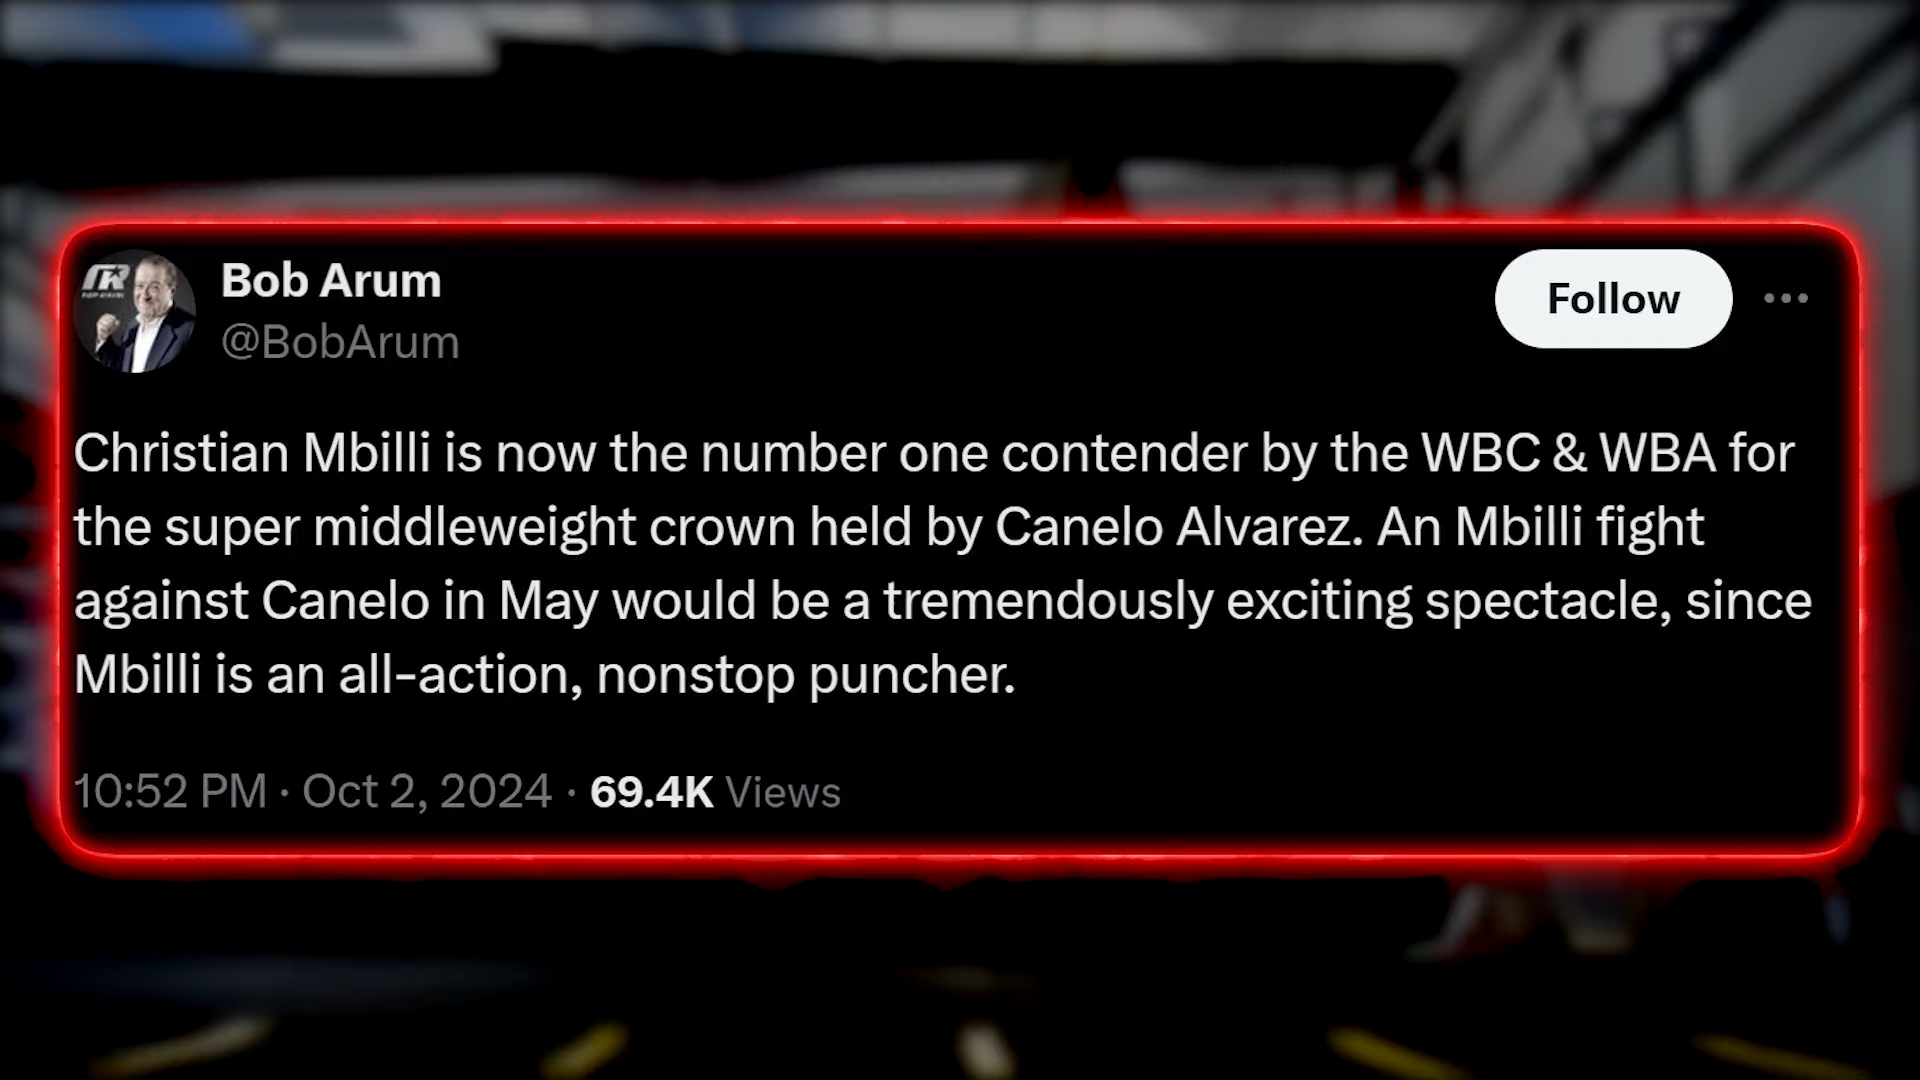 Bob Arum
@BobArum
Follow
Christian Mbilli is now the number one contender by the WBC & WBA for
the super middleweight crown held by Canelo Alvarez. An Mbilli fight
against Canelo in May would be a tremendously exciting spectacle, since
Mbilli is an all-action, nonstop puncher.
10:52 PM · Oct 2, 2024 · 69.4K Views